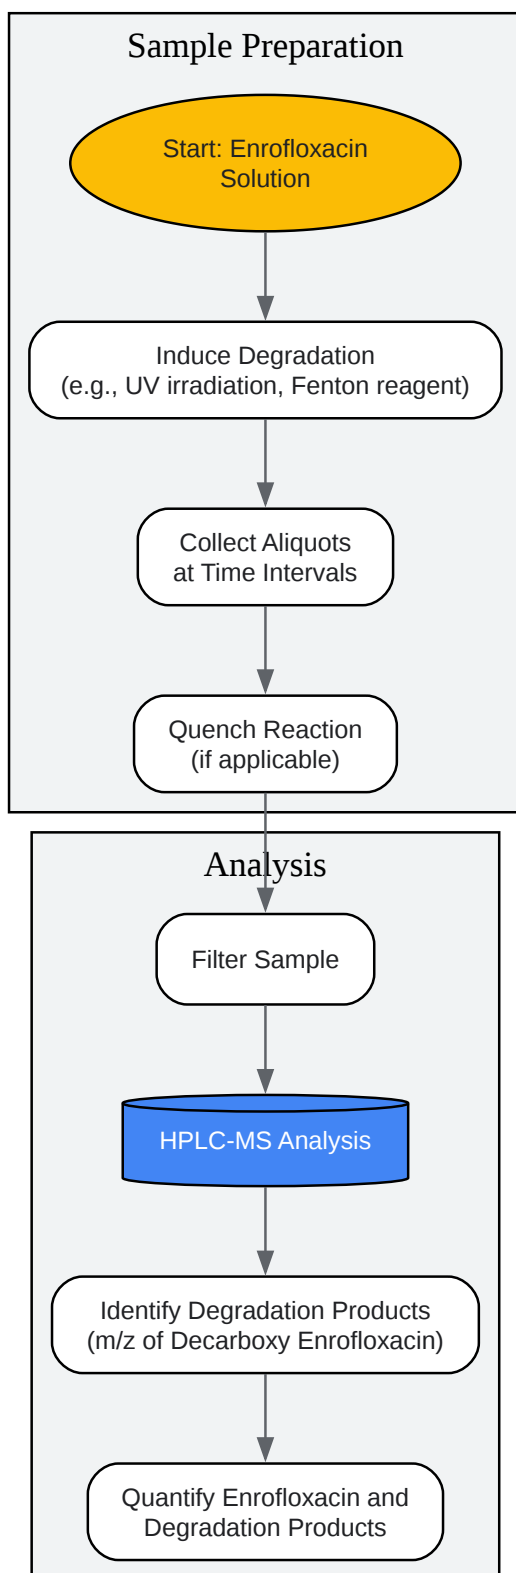 Sample Preparation
Start: Enrofloxacin
Solution
Induce Degradation
(e.g., UV irradiation, Fenton reagent)
Collect Aliquots
at Time Intervals
Quench Reaction
(if applicable)
Analysis
Filter Sample
HPLC-MS Analysis
Identify Degradation Products
(m/z of Decarboxy Enrofloxacin)
Quantify Enrofloxacin and
Degradation Products